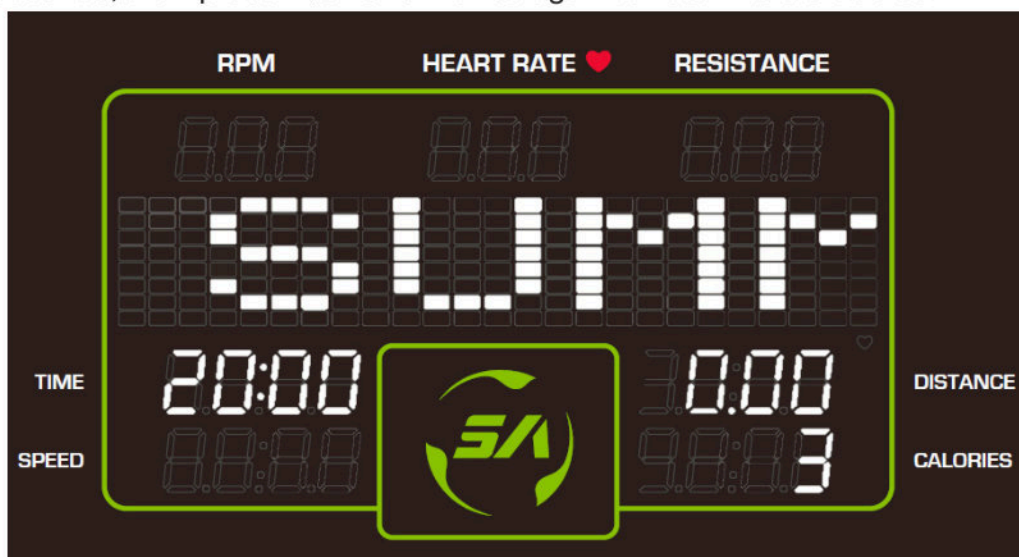 RPM HEART RATE RESISTANCE
SUMM
TIME 20:00 0.00 DISTANCE
SPEED 3 CALORIES
SA